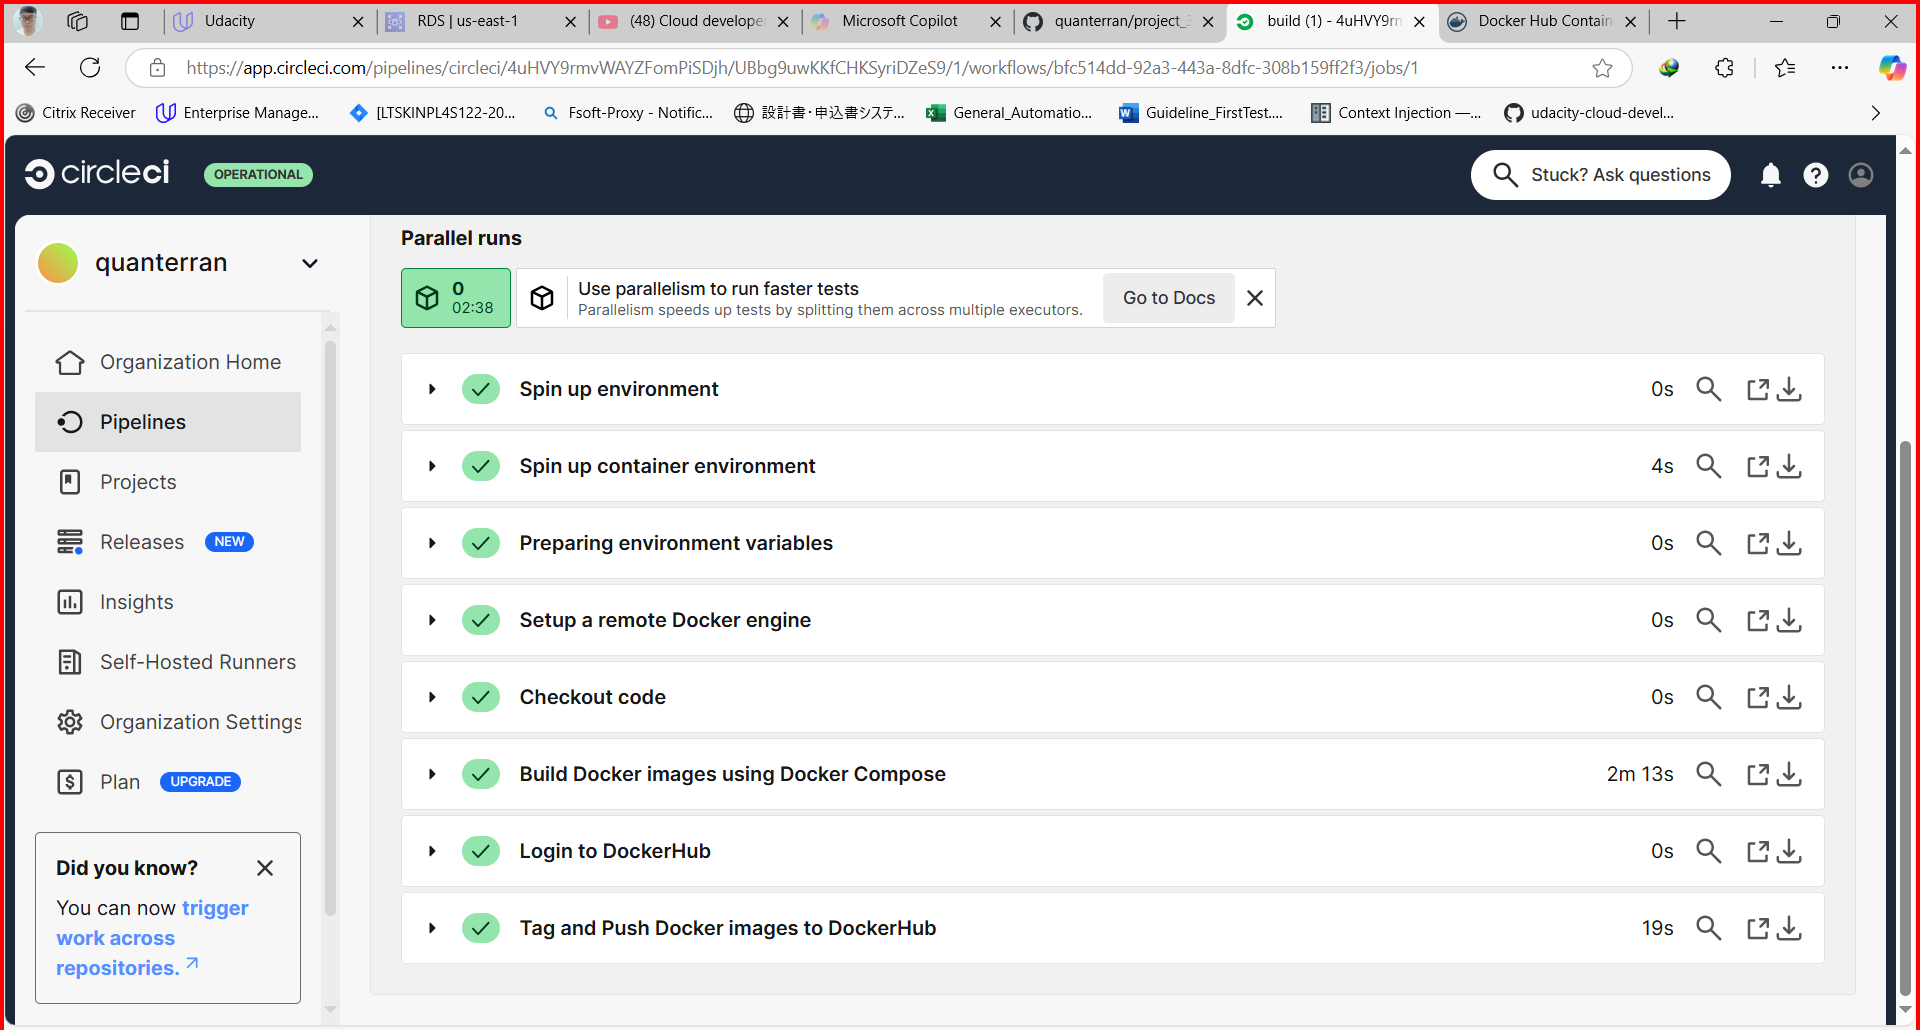 Udacity
RDS | us-east-1
(48) Cloud develope
Microsoft Copilot
quanterran/project_3
build (1) - 4uHVY9rm
Docker Hub Contain
https://app.circleci.com/pipelines/circleci/4uHVY9rmvWAYZFomPiSDjh/UBbg9uwKKfCHKSyriDZeS9/1/workflows/bfc514dd-92a3-443a-8dfc-308b159ff2f3/jobs/1
Citrix Receiver
Enterprise Manage...
[LTSKINPL4S122-20...
Fsoft-Proxy - Notific...
設計書・申込書システ...
General_Automatio...
Guideline_FirstTest....
Context Injection —...
udacity-cloud-devel...
circleci
OPERATIONAL
Stuck? Ask questions
quanterran
Organization Home
Pipelines
Projects
Releases NEW
Insights
Self-Hosted Runners
Organization Settings
Plan UPGRADE
Did you know?
You can now trigger
work across
repositories.
Parallel runs
0
02:38
Use parallelism to run faster tests
Parallelism speeds up tests by splitting them across multiple executors.
Go to Docs
Spin up environment 0s
Spin up container environment 4s
Preparing environment variables 0s
Setup a remote Docker engine 0s
Checkout code 0s
Build Docker images using Docker Compose 2m 13s
Login to DockerHub 0s
Tag and Push Docker images to DockerHub 19s